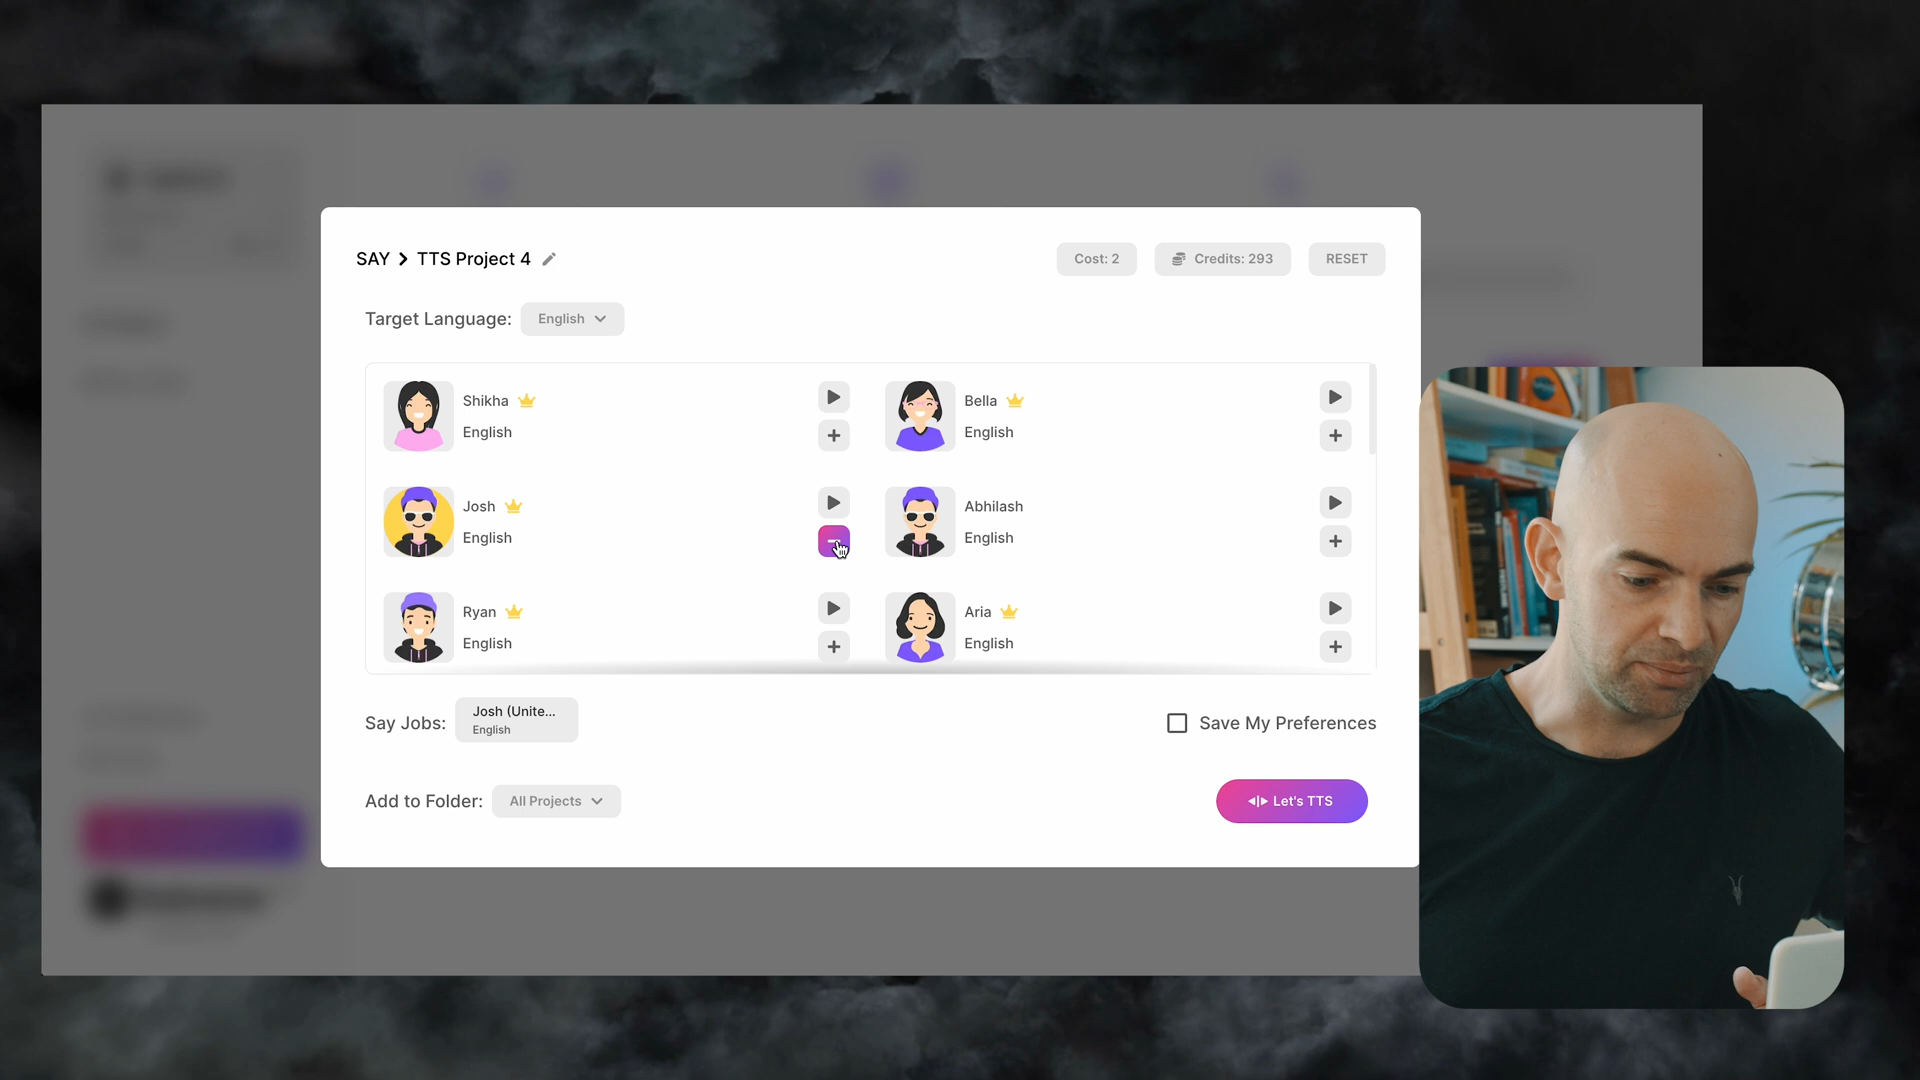 SAY > TTS Project 4
Cost: 2
Credits: 293
RESET
Target Language: English
Shikha
English
Bella
English
Josh
English
Abhilash
English
Ryan
English
Aria
English
Say Jobs: Josh (Unite...
English
Save My Preferences
Add to Folder: All Projects
Let's TTS